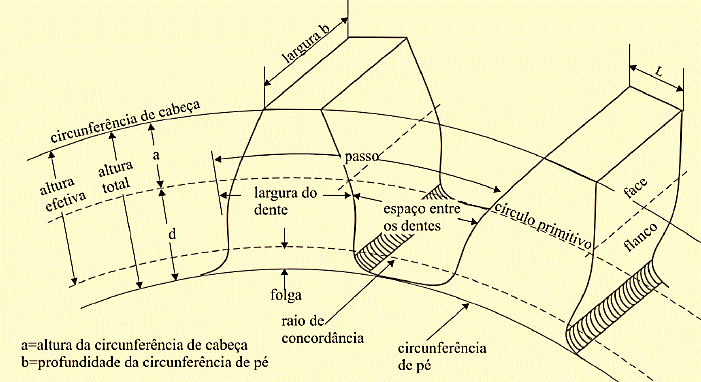 largura b
L
circunferência de cabeça
a
altura
efetiva
altura
total
passo
face
largura do
dente
espaço entre
os dentes
círculo primitivo
flanco
d
folga
raio de
concordância
circunferência
de pé
a=altura da circunferência de cabeça
b=profundidade da circunferência de pé